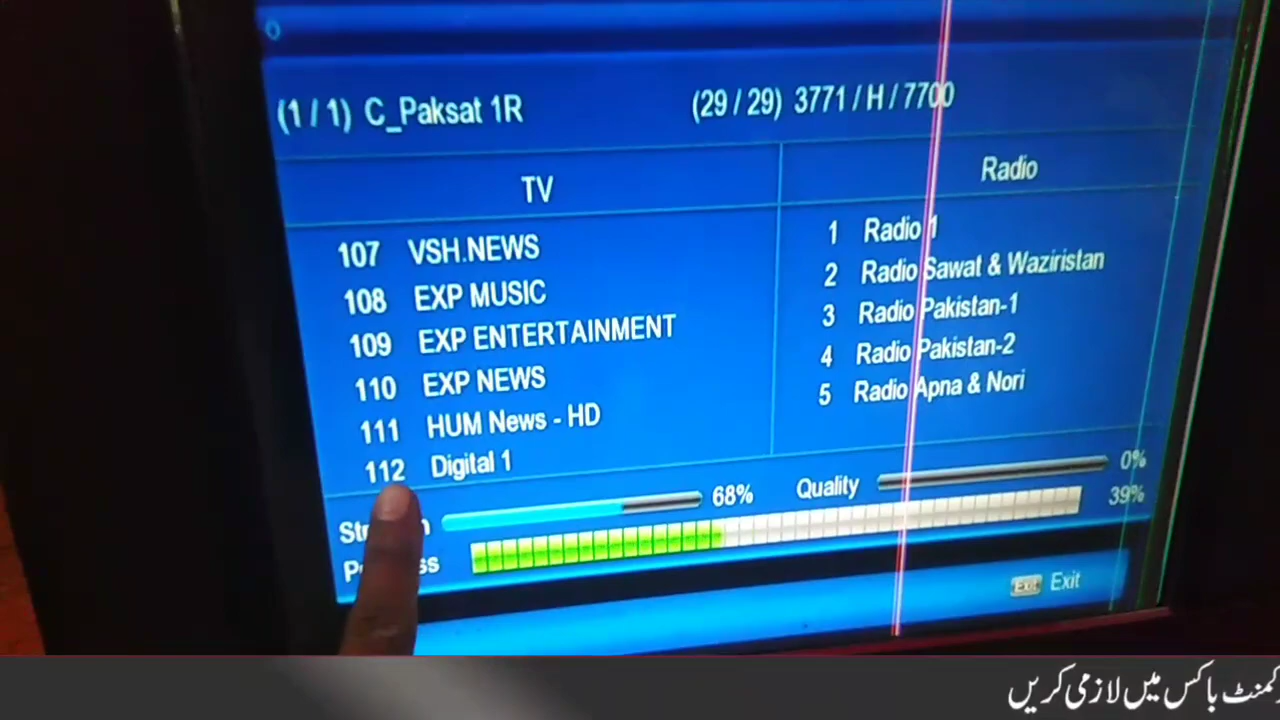 (1 / 1) C_Paksat 1R
(29 / 29) 3771 / H / 7700
TV
107 VSH.NEWS
108 EXP MUSIC
109 EXP ENTERTAINMENT
110 EXP NEWS
111 HUM News - HD
112 Digital 1
Radio
1 Radio 1
2 Radio Sawat & Waziristan
3 Radio Pakistan-1
4 Radio Pakistan-2
5 Radio Apna & Nori
68%
Quality 0%
39%
Exit Exit
کمنٹ باکس میں لازمی کریں